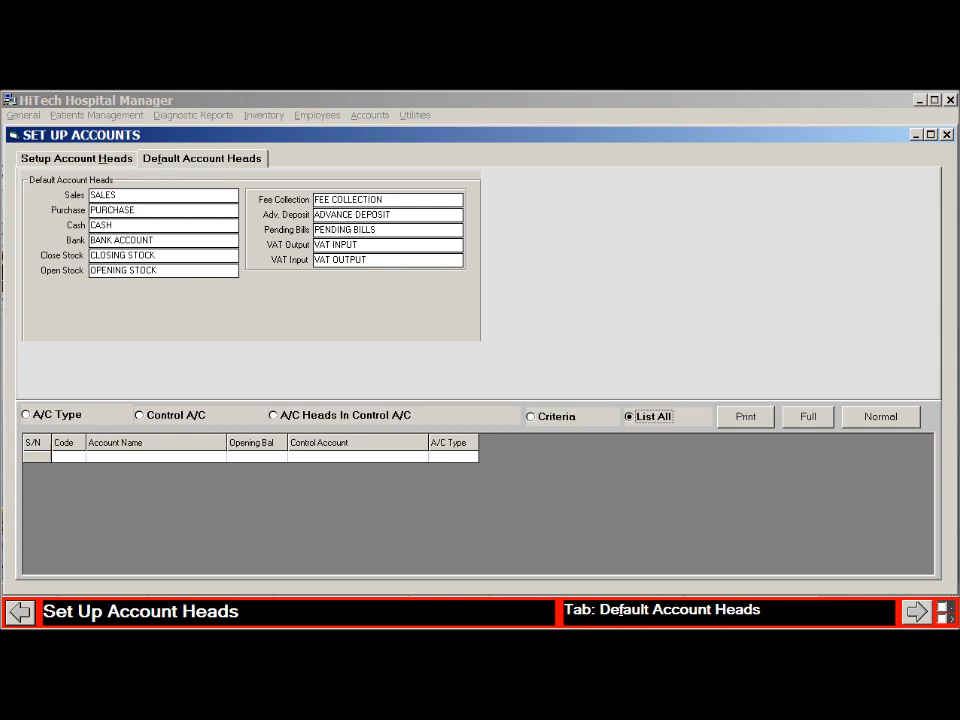 HiTech Hospital Manager
General Patients Management Diagnostic Reports Inventory Employees Accounts Utilities
SET UP ACCOUNTS
Setup Account Heads Default Account Heads
Default Account Heads
Sales SALES
Purchase PURCHASE
Cash CASH
Bank BANK ACCOUNT
Close Stock CLOSING STOCK
Open Stock OPENING STOCK
Fee Collection FEE COLLECTION
Adv. Deposit ADVANCE DEPOSIT
Pending Bills PENDING BILLS
VAT Output VAT INPUT
VAT Input VAT OUTPUT
A/C Type Control A/C A/C Heads In Control A/C Criteria List All Print Full Normal
S/N Code Account Name Opening Bal Control Account A/C Type
Set Up Account Heads
Tab: Default Account Heads